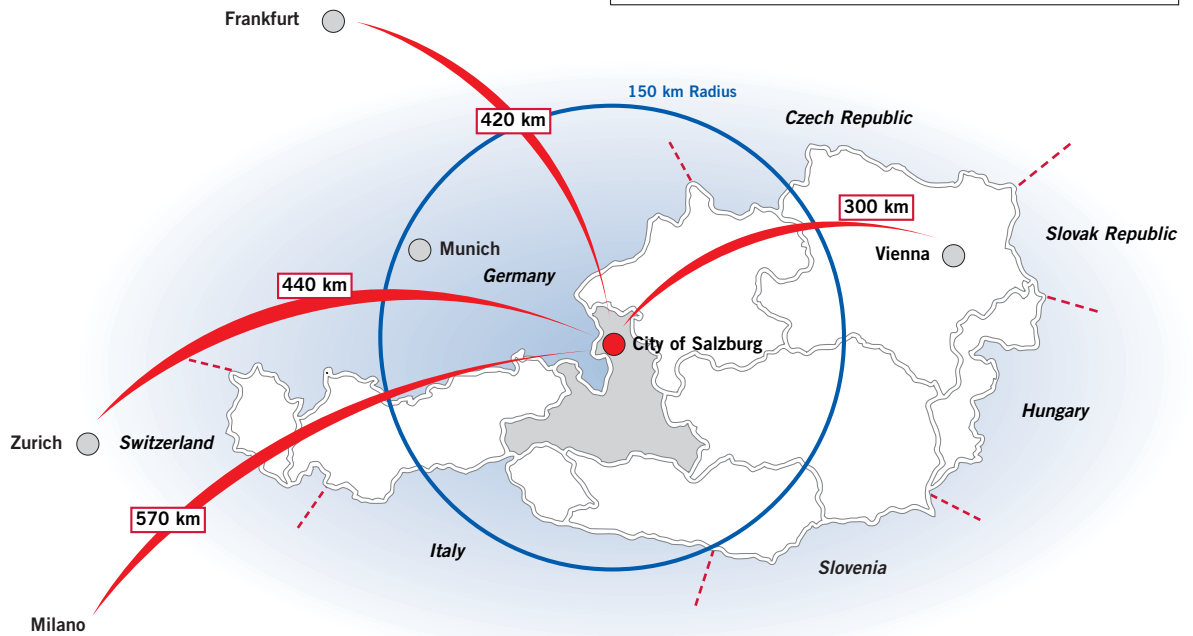 Frankfurt
150 km Radius
420 km
Czech Republic
300 km
Slovak Republic
Munich
Vienna
Germany
440 km
City of Salzburg
Hungary
Zurich
Switzerland
570 km
Italy
Slovenia
Milano